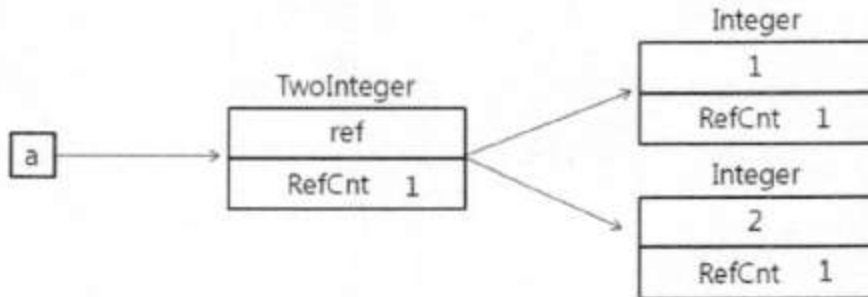 a
TwoInteger
ref
RefCnt 1
Integer
1
RefCnt 1
Integer
2
RefCnt 1